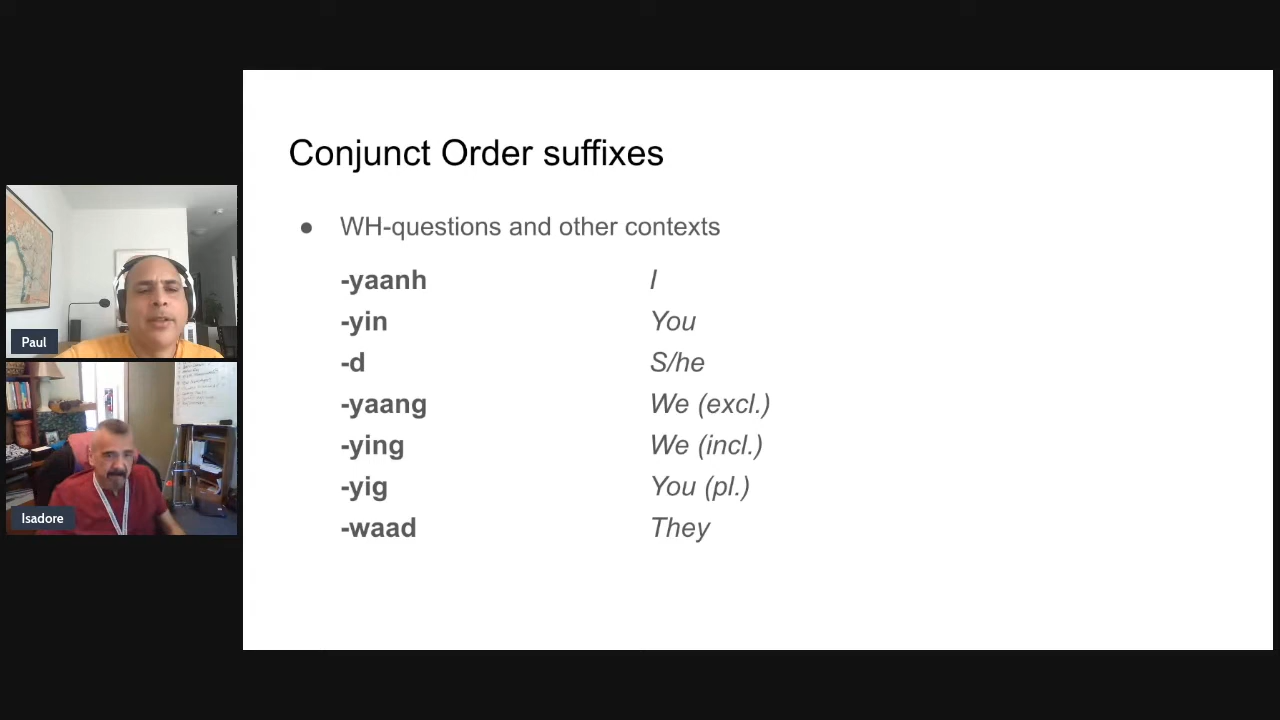 Conjunct Order suffixes
● WH-questions and other contexts
-yaanh I
-yin You
-d S/he
-yaang We (excl.)
-ying We (incl.)
-yig You (pl.)
-waad They
Paul
Isadore